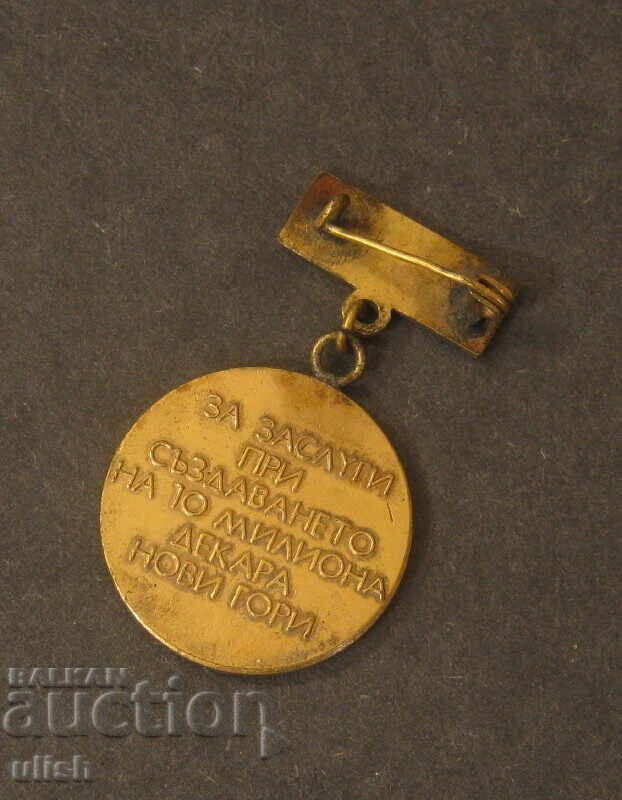 ЗА ЗАСЛУГИ
ПРИ
СЪЗДАВАНЕТО
НА 10 МИЛИОНА
ДЕКАРА
НОВИ ГОРИ
BALKAN
auction
ulish